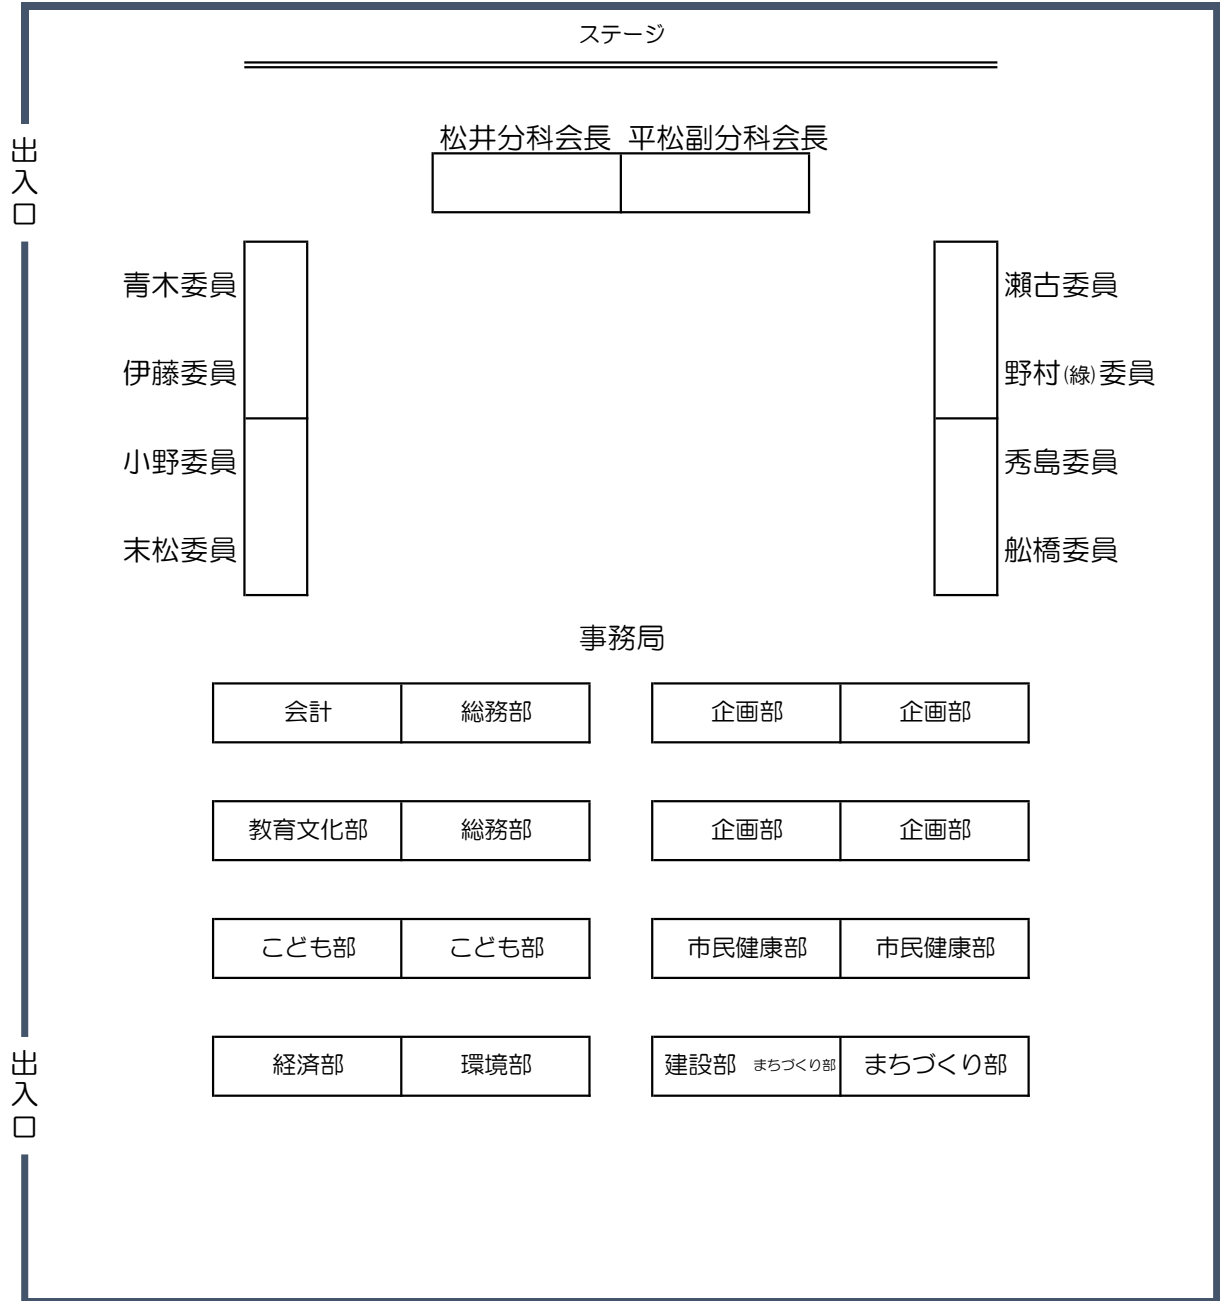 ステージ
松井分科会長 平松副分科会長
出入口
青木委員 瀬古委員
伊藤委員 野村(綠)委員
小野委員 秀島委員
末松委員 舩橋委員
事務局
会計 総務部 企画部 企画部
教育文化部 総務部 企画部 企画部
こども部 こども部 市民健康部 市民健康部
出入口
経済部 環境部 建設部 まちづくり部 まちづくり部